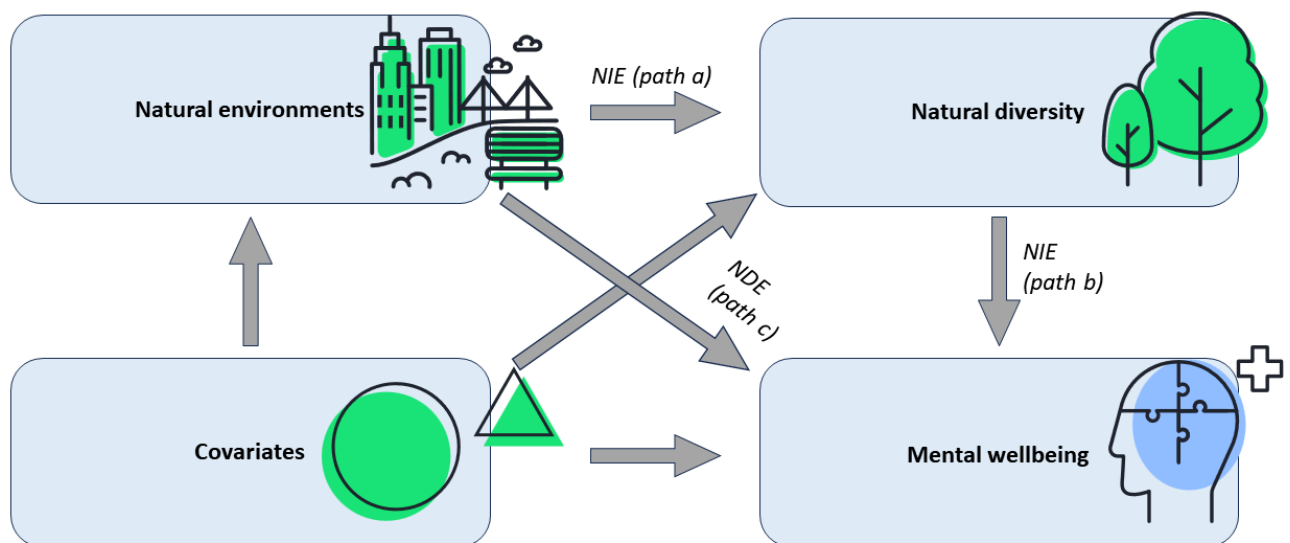 Natural environments
NIE (path a)
Natural diversity
NDE
(path c)
NIE
(path b)
Covariates
Mental wellbeing